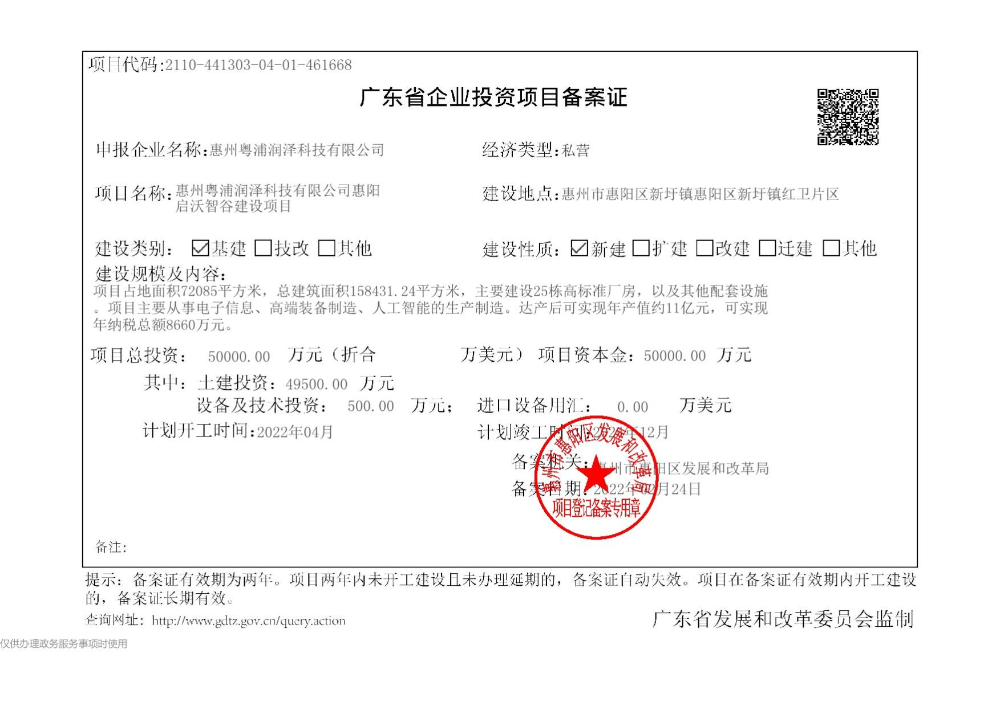 项目代码:2110-441303-04-01-461668
广东省企业投资项目备案证
申报企业名称:惠州粤浦润泽科技有限公司 经济类型:私营
项目名称:惠州粤浦润泽科技有限公司惠阳
启沃智谷建设项目
建设地点:惠州市惠阳区新圩镇惠阳区新圩镇红卫片区
建设类别: ☑基建 □技改 □其他 建设性质: ☑新建 □扩建 □改建 □迁建 □其他
建设规模及内容:
项目占地面积72085平方米，总建筑面积158431.24平方米，主要建设25栋高标准厂房，以及其他配套设施
。项目主要从事电子信息、高端装备制造、人工智能的生产制造。达产后可实现年产值约11亿元，可实现
年纳税总额8660万元。
项目总投资: 50000.00 万元（折合 万美元） 项目资本金: 50000.00 万元
其中: 土建投资: 49500.00 万元
设备及技术投资: 500.00 万元; 进口设备用汇: 0.00 万美元
计划开工时间:2022年04月 计划竣工时间: 年12月
备案机关:惠州市惠阳区发展和改革局
备案日期:2022年02月24日
惠州市惠阳区发展和改革局
项目登记备案专用章
备注:
提示: 备案证有效期为两年。项目两年内未开工建设且未办理延期的，备案证自动失效。项目在备案证有效期内开工建设
的，备案证长期有效。
查询网址: http://www.gdtz.gov.cn/query.action
广东省发展和改革委员会监制
仅供办理政务服务事项时使用